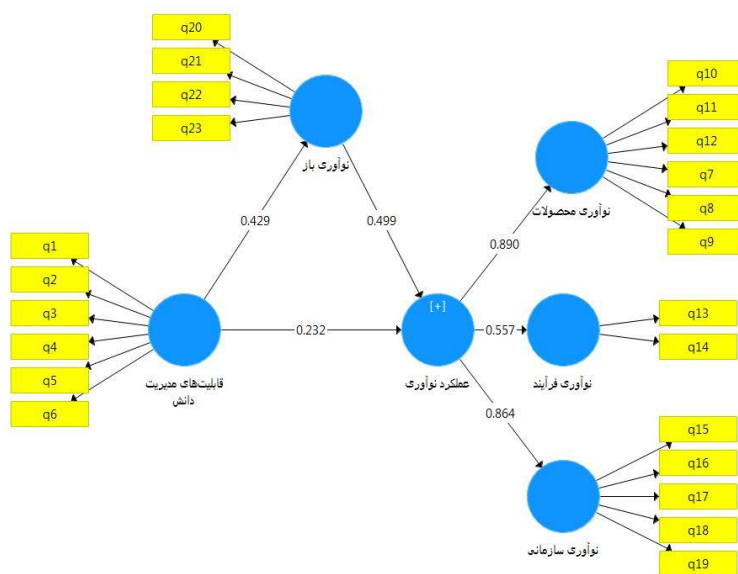 q20
q21
q22
q23
نوآوری باز
q10
q11
q12
q7
q8
q9
نوآوری محصولات
0.429
0.499
0.890
q1
q2
q3
q4
q5
q6
قابلیت‌های مدیریت
دانش
0.232
[+]
عملکرد نوآوری
0.557
نوآوری فرآیند
q13
q14
0.864
q15
q16
q17
q18
q19
نوآوری سازمانی